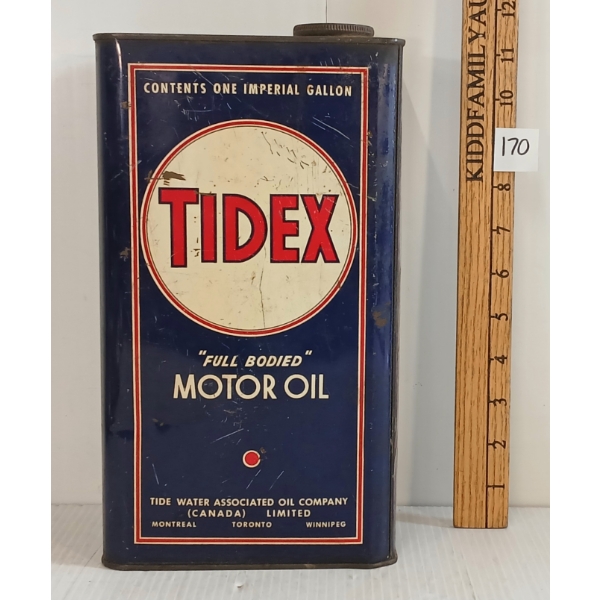 CONTENTS ONE IMPERIAL GALLON
TIDEX
"FULL BODIED"
MOTOR OIL
TIDE WATER ASSOCIATED OIL COMPANY
(CANADA) LIMITED
MONTREAL TORONTO WINNIPEG
KIDDFAMILYAU
170
12
11
10
8
7
6
5
4
3
2
1